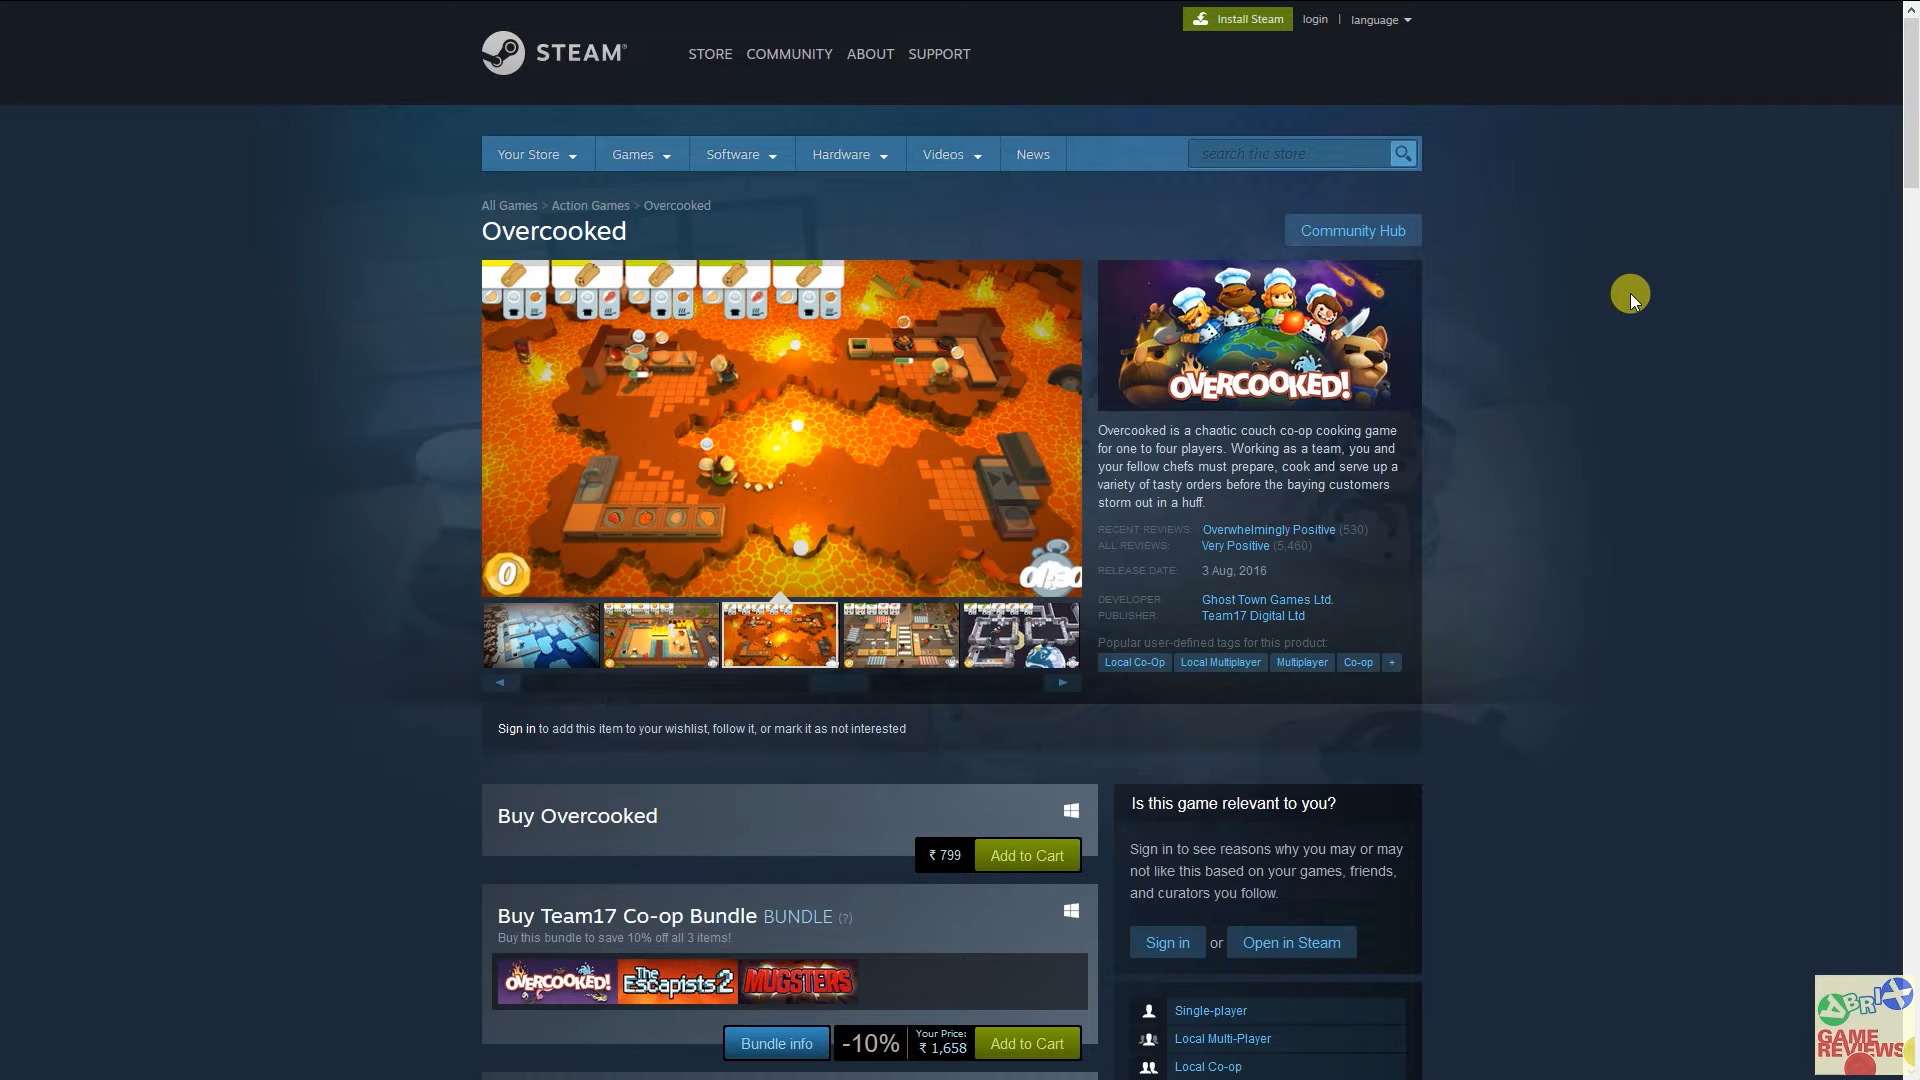 Install Steam login | language
STEAM® STORE COMMUNITY ABOUT SUPPORT
Your Store Games Software Hardware Videos News search the store
All Games > Action Games > Overcooked
Overcooked
Community Hub
OVERCOOKED!
Overcooked is a chaotic couch co-op cooking game
for one to four players. Working as a team, you and
your fellow chefs must prepare, cook and serve up a
variety of tasty orders before the baying customers
storm out in a huff.
RECENT REVIEWS: Overwhelmingly Positive (530)
ALL REVIEWS: Very Positive (5,460)
RELEASE DATE: 3 Aug, 2016
DEVELOPER: Ghost Town Games Ltd.
PUBLISHER: Team17 Digital Ltd
Popular user-defined tags for this product:
Local Co-Op Local Multiplayer Multiplayer Co-op +
0
Sign in to add this item to your wishlist, follow it, or mark it as not interested
Buy Overcooked
₹ 799 Add to Cart
Buy Team17 Co-op Bundle BUNDLE (?)
Buy this bundle to save 10% off all 3 items!
OVERCOOKED! The Escapists 2 MUGSTERS
Bundle info -10% Your Price: ₹ 1,658 Add to Cart
Is this game relevant to you?
Sign in to see reasons why you may or may
not like this based on your games, friends,
and curators you follow.
Sign in or Open in Steam
Single-player
Local Multi-Player
Local Co-op
ABRIX
GAME
REVIEWS